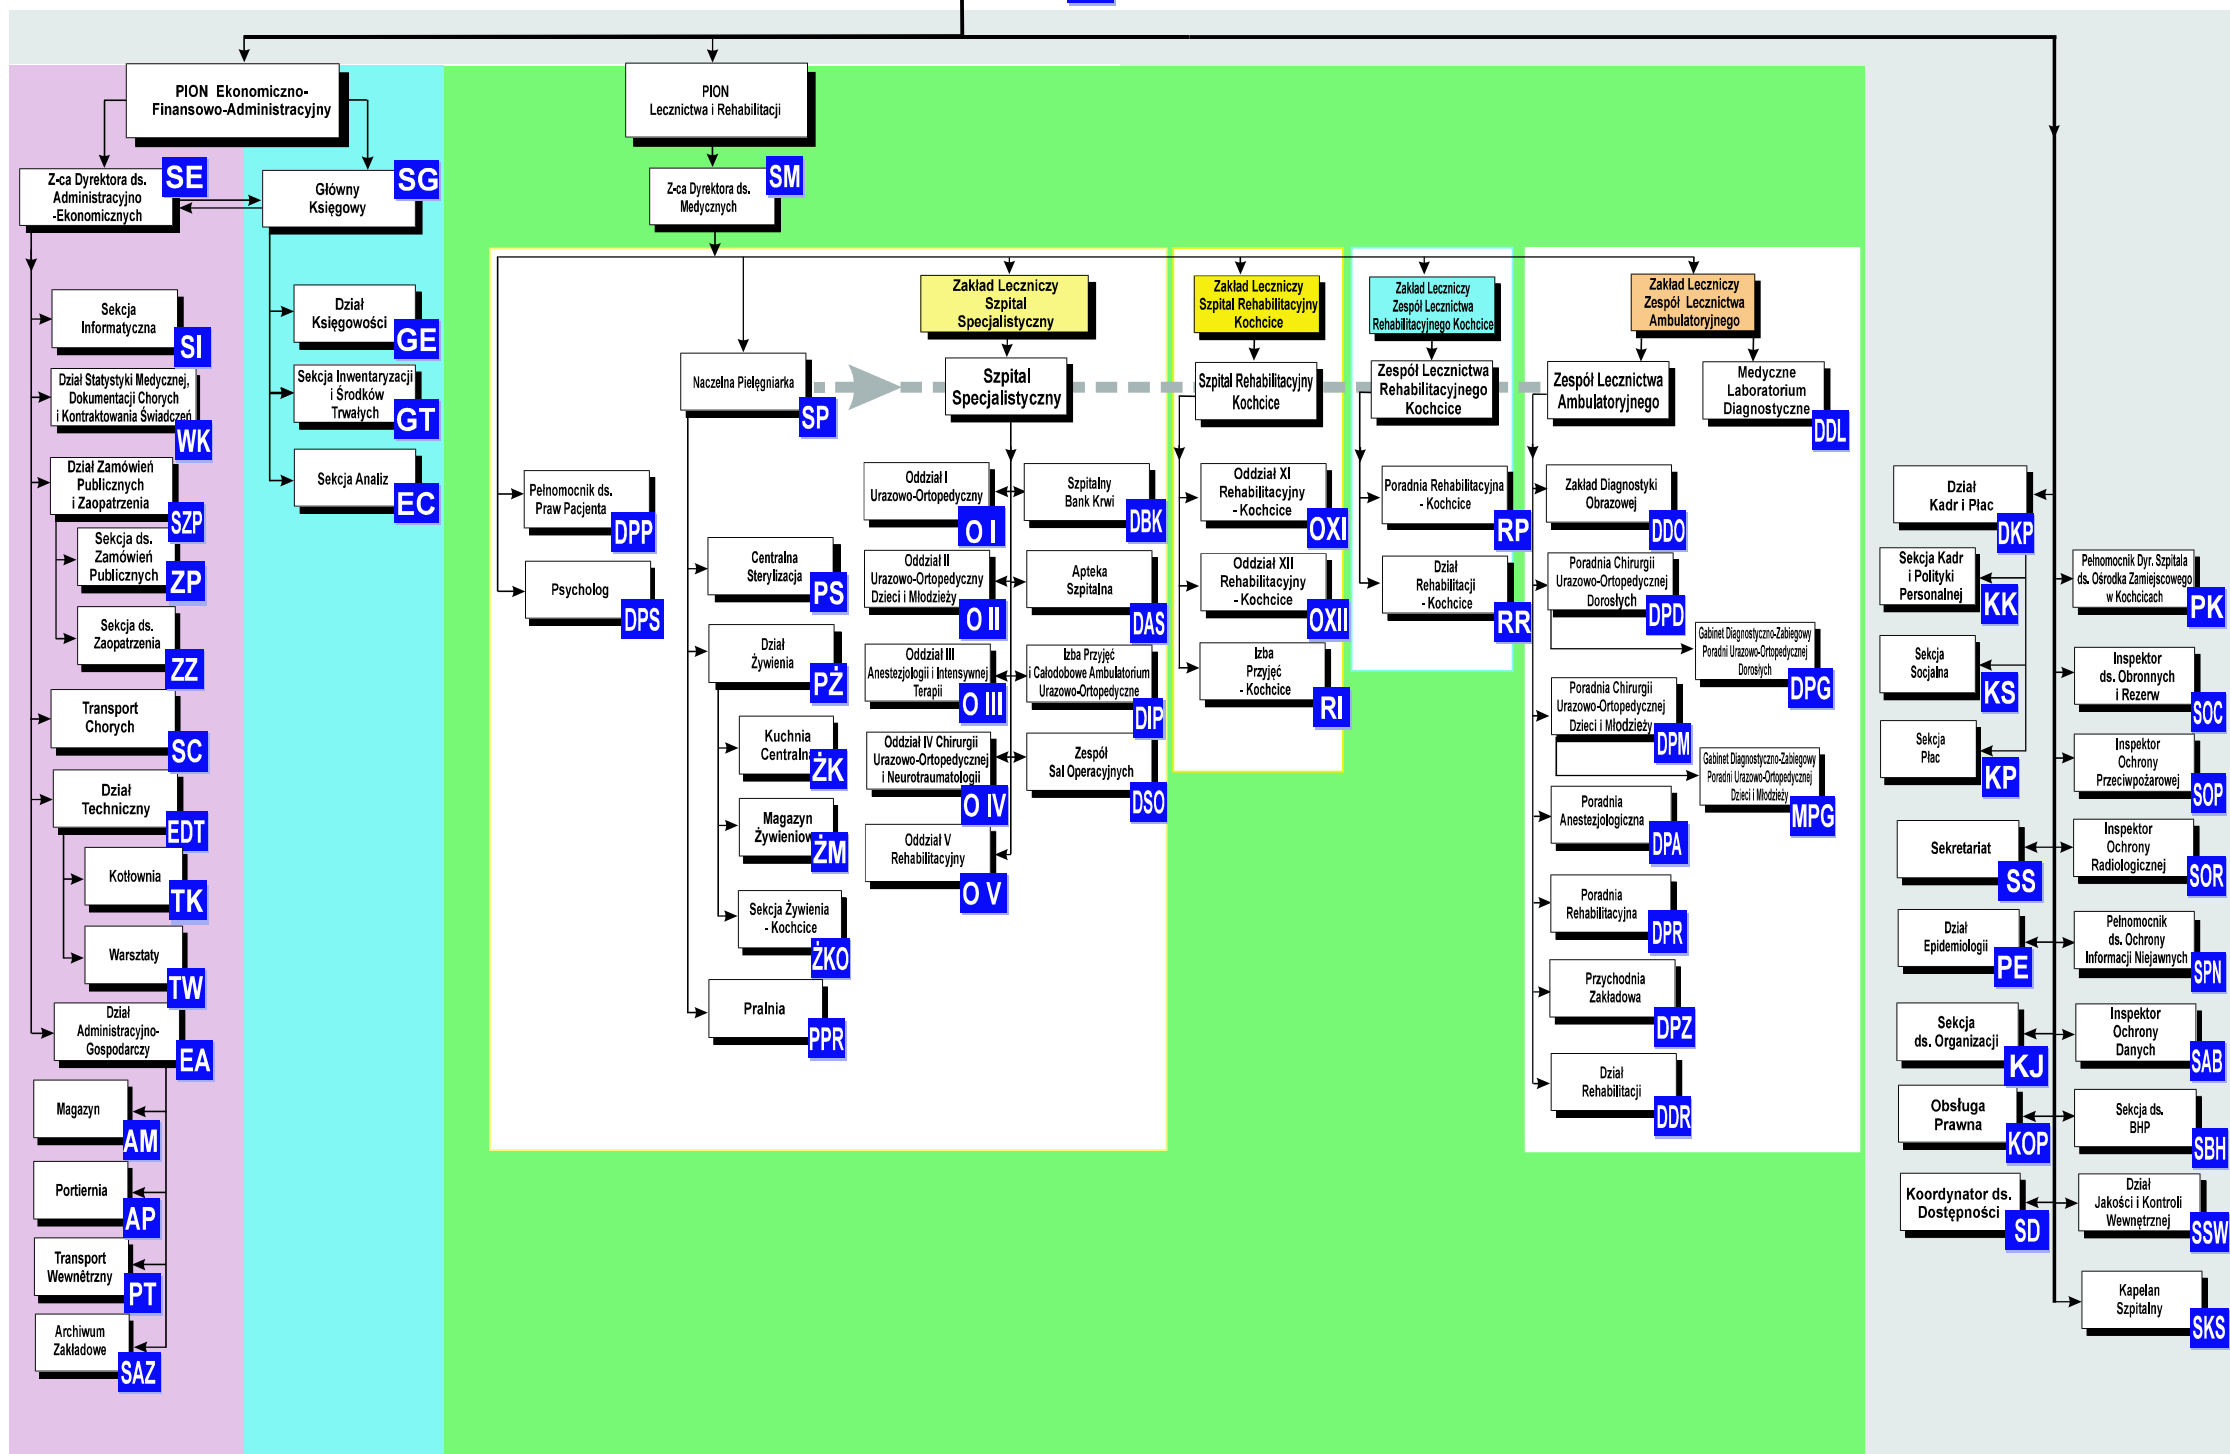 PION Ekonomiczno-
Finansowo-Administracyjny
Z-ca Dyrektora ds.
Administracyjno
-Ekonomicznych
SE
Główny
Księgowy
SG
Sekcja
Informatyczna
SI
Dział Statystyki Medycznej,
Dokumentacji Chorych
i Kontraktowania Świadczeń
WK
Dział Zamówień
Publicznych
i Zaopatrzenia
SZP
Sekcja ds.
Zamówień
Publicznych
ZP
Sekcja ds.
Zaopatrzenia
ZZ
Transport
Chorych
SC
Dział
Techniczny
EDT
Kotłownia
TK
Warsztaty
TW
Dział
Administracyjno-
Gospodarczy
EA
Magazyn
AM
Portiernia
AP
Transport
Wewnêtrzny
PT
Archiwum
Zakładowe
SAZ
Dział
Księgowości
GE
Sekcja Inwentaryzacji
i Środków
Trwałych
GT
Sekcja Analiz
EC
PION
Lecznictwa i Rehabilitacji
Z-ca Dyrektora ds.
Medycznych
SM
Pełnomocnik ds.
Praw Pacjenta
DPP
Psycholog
DPS
Naczelna Pielęgniarka
SP
Centralna
Sterylizacja
PS
Dział
Żywienia
PŻ
Kuchnia
Centralna
ŻK
Magazyn
Żywieniow
ŻM
Sekcja Żywienia
- Kochcice
ŻKO
Pralnia
PPR
Zakład Leczniczy
Szpital
Specjalistyczny
Szpital
Specjalistyczny
Oddział I
Urazowo-Ortopedyczny
O I
Oddział II
Urazowo-Ortopedyczny
Dzieci i Młodzieży
O II
Oddział III
Anestezjologii i Intensywnej
Terapii
O III
Oddział IV Chirurgii
Urazowo-Ortopedycznej
i Neurotraumatologii
O IV
Oddział V
Rehabilitacyjny
O V
Szpitalny
Bank Krwi
DBK
Apteka
Szpitalna
DAS
Izba Przyjęć
i Całodobowe Ambulatorium
Urazowo-Ortopedyczne
DIP
Zespół
Sal Operacyjnych
DSO
Zakład Leczniczy
Szpital Rehabilitacyjny
Kochcice
Szpital Rehabilitacyjny
Kochcice
Oddział XI
Rehabilitacyjny
- Kochcice
OXI
Oddział XII
Rehabilitacyjny
- Kochcice
OXII
Izba
Przyjęć
- Kochcice
RI
Zakład Leczniczy
Zespół Lecznictwa
Rehabilitacyjnego Kochcice
Zespół Lecznictwa
Rehabilitacyjnego
Kochcice
Poradnia Rehabilitacyjna
- Kochcice
RP
Dział
Rehabilitacji
- Kochcice
RR
Zakład Leczniczy
Zespół Lecznictwa
Ambulatoryjnego
Zespół Lecznictwa
Ambulatoryjnego
Medyczne
Laboratorium
Diagnostyczne
DDL
Zakład Diagnostyki
Obrazowej
DDO
Poradnia Chirurgii
Urazowo-Ortopedycznej
Dorosłych
DPD
Gabinet Diagnostyczno-Zabiegowy
Poradni Urazowo-Ortopedycznej
Dorosłych
DPG
Poradnia Chirurgii
Urazowo-Ortopedycznej
Dzieci i Młodzieży
DPM
Gabinet Diagnostyczno-Zabiegowy
Poradni Urazowo-Ortopedycznej
Dzieci i Młodzieży
MPG
Poradnia
Anestezjologiczna
DPA
Poradnia
Rehabilitacyjna
DPR
Przychodnia
Zakładowa
DPZ
Dział
Rehabilitacji
DDR
Dział
Kadr i Płac
DKP
Sekcja Kadr
i Polityki
Personalnej
KK
Sekcja
Socjalna
KS
Sekcja
Płac
KP
Sekretariat
SS
Dział
Epidemiologii
PE
Sekcja
ds. Organizacji
KJ
Obsługa
Prawna
KOP
Koordynator ds.
Dostępności
SD
Pełnomocnik Dyr. Szpitala
ds. Ośrodka Zamiejscowego
w Kochcicach
PK
Inspektor
ds. Obronnych
i Rezerw
SOC
Inspektor
Ochrony
Przeciwpożarowej
SOP
Inspektor
Ochrony
Radiologicznej
SOR
Pełnomocnik
ds. Ochrony
Informacji Niejawnych
SPN
Inspektor
Ochrony
Danych
SAB
Sekcja ds.
BHP
SBH
Dział
Jakości i Kontroli
Wewnętrznej
SSW
Kapelan
Szpitalny
SKS